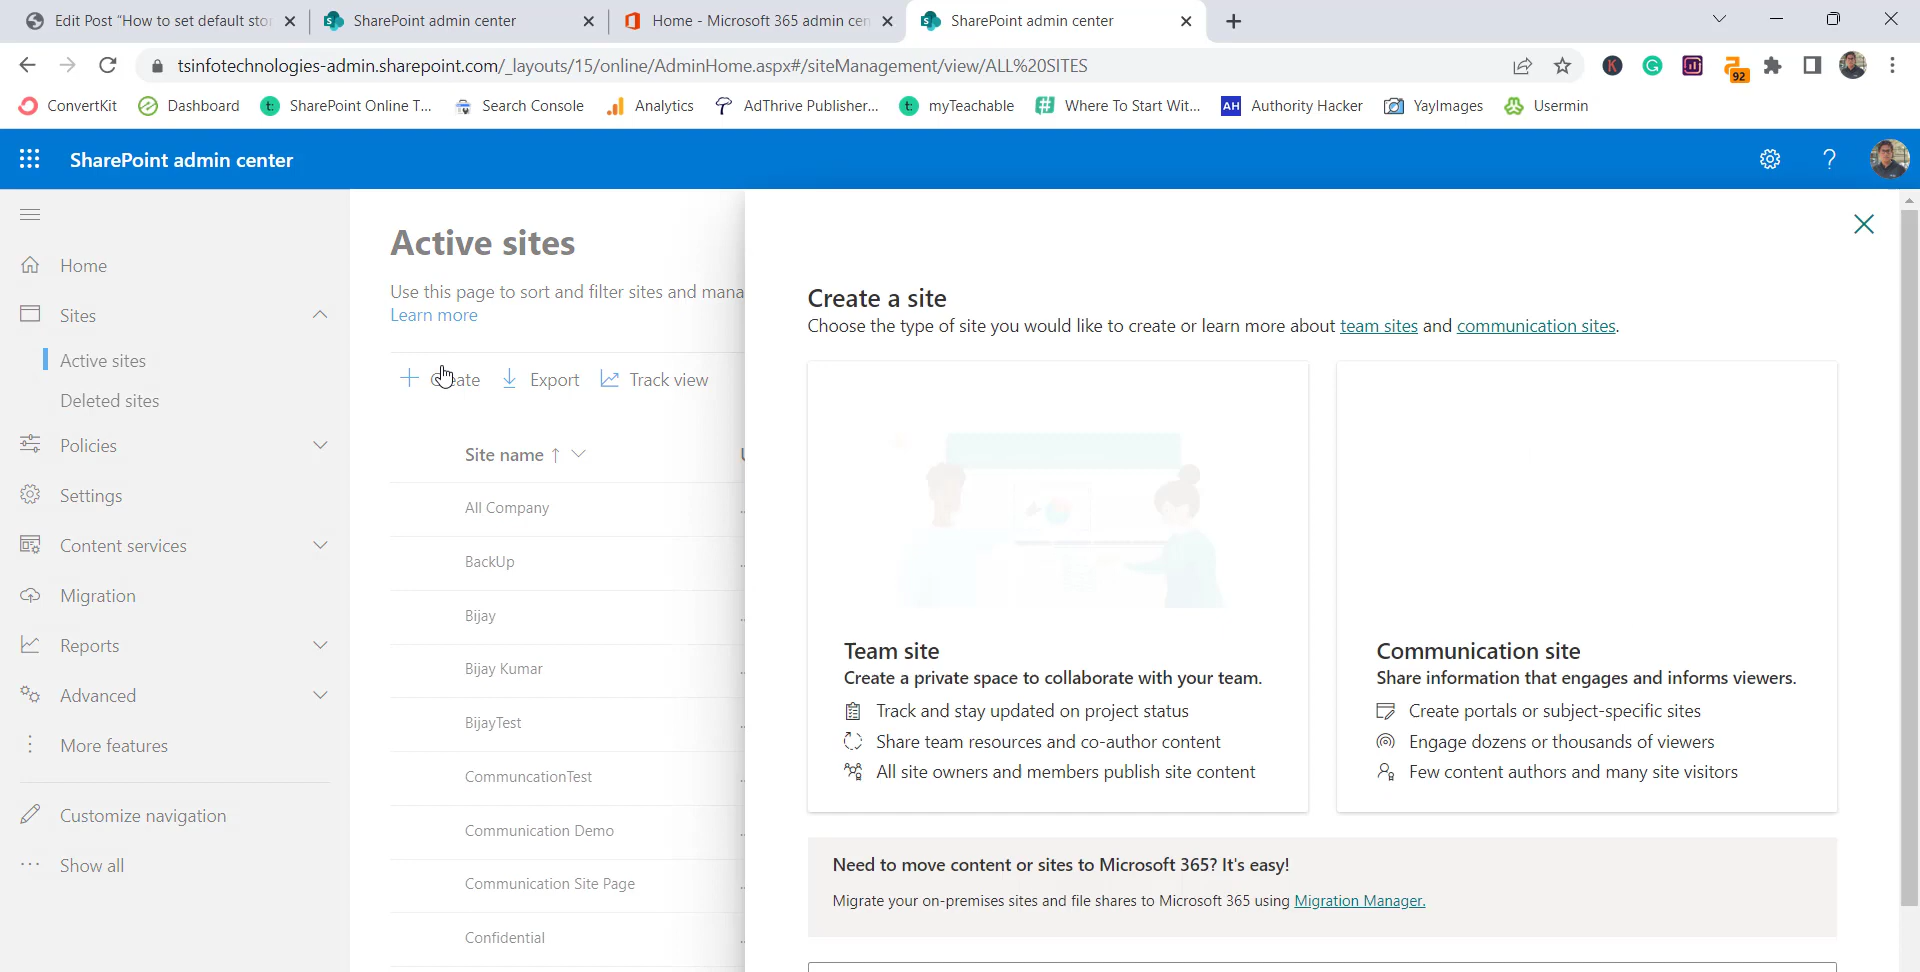 Edit Post "How to set default sto
SharePoint admin center
Home - Microsoft 365 admin cen
SharePoint admin center
tsinfotechnologies-admin.sharepoint.com/_layouts/15/online/AdminHome.aspx#/siteManagement/view/ALL%20SITES
92
ConvertKit
Dashboard
SharePoint Online T...
Search Console
Analytics
AdThrive Publisher...
myTeachable
Where To Start Wit...
AH Authority Hacker
YayImages
Usermin
SharePoint admin center
Home
Sites
Active sites
Deleted sites
Policies
Settings
Content services
Migration
Reports
Advanced
More features
Customize navigation
Show all
Active sites
Use this page to sort and filter sites and mana
Learn more
Export
Track view
Site name
All Company
BackUp
Bijay
Bijay Kumar
BijayTest
CommuncationTest
Communication Demo
Communication Site Page
Confidential
Create a site
Choose the type of site you would like to create or learn more about team sites and communication sites.
Team site
Create a private space to collaborate with your team.
Track and stay updated on project status
Share team resources and co-author content
All site owners and members publish site content
Communication site
Share information that engages and informs viewers.
Create portals or subject-specific sites
Engage dozens or thousands of viewers
Few content authors and many site visitors
Need to move content or sites to Microsoft 365? It's easy!
Migrate your on-premises sites and file shares to Microsoft 365 using Migration Manager.